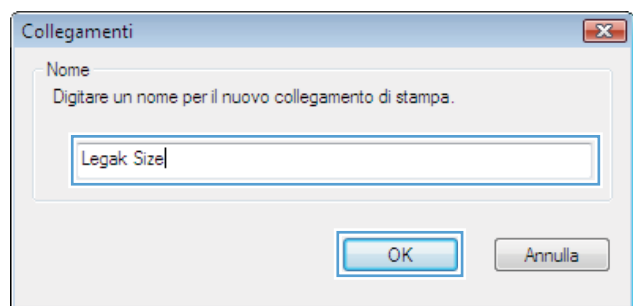 Collegamenti
Nome
Digitare un nome per il nuovo collegamento di stampa.
Legak Size
OK Annulla